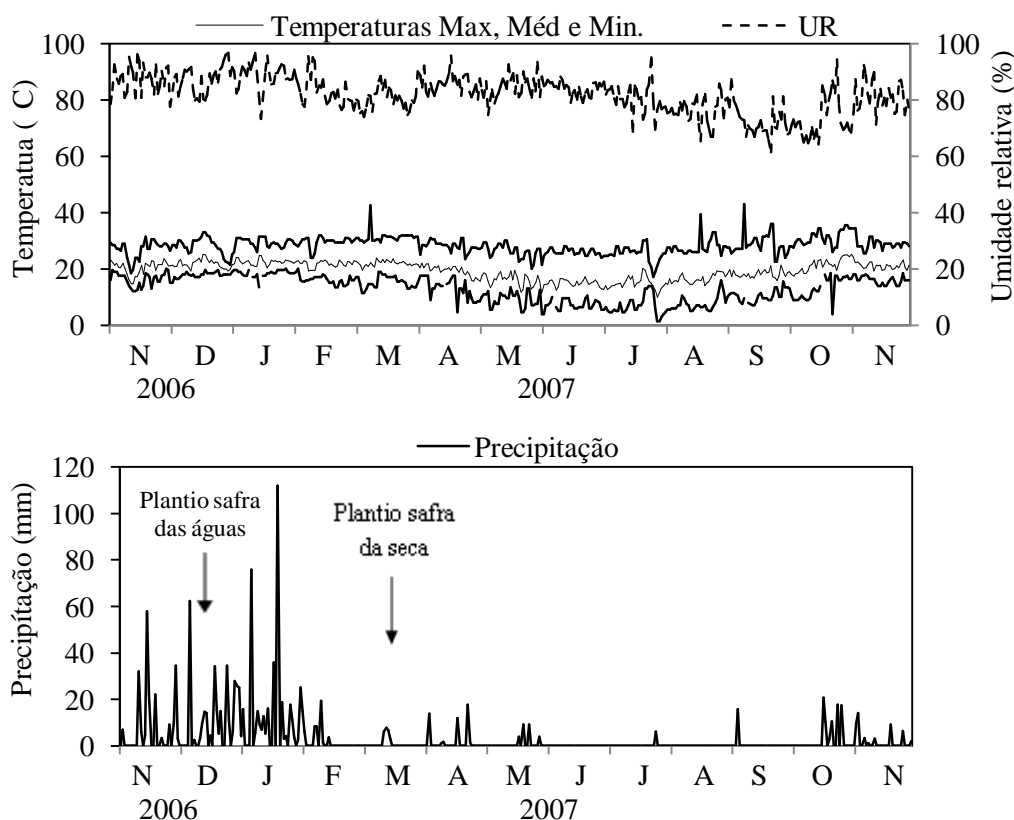 Temperaturas Max, Méd e Min. UR
Temperatua ( C)
100
80
60
40
20
0
Umidade relativa (%)
100
80
60
40
20
0
N D J F M A M J J A S O N
2006 2007
Precipitação
Precipítação (mm)
120
100
80
60
40
20
0
Plantio safra
das águas
Plantio safra
da seca
N D J F M A M J J A S O N
2006 2007